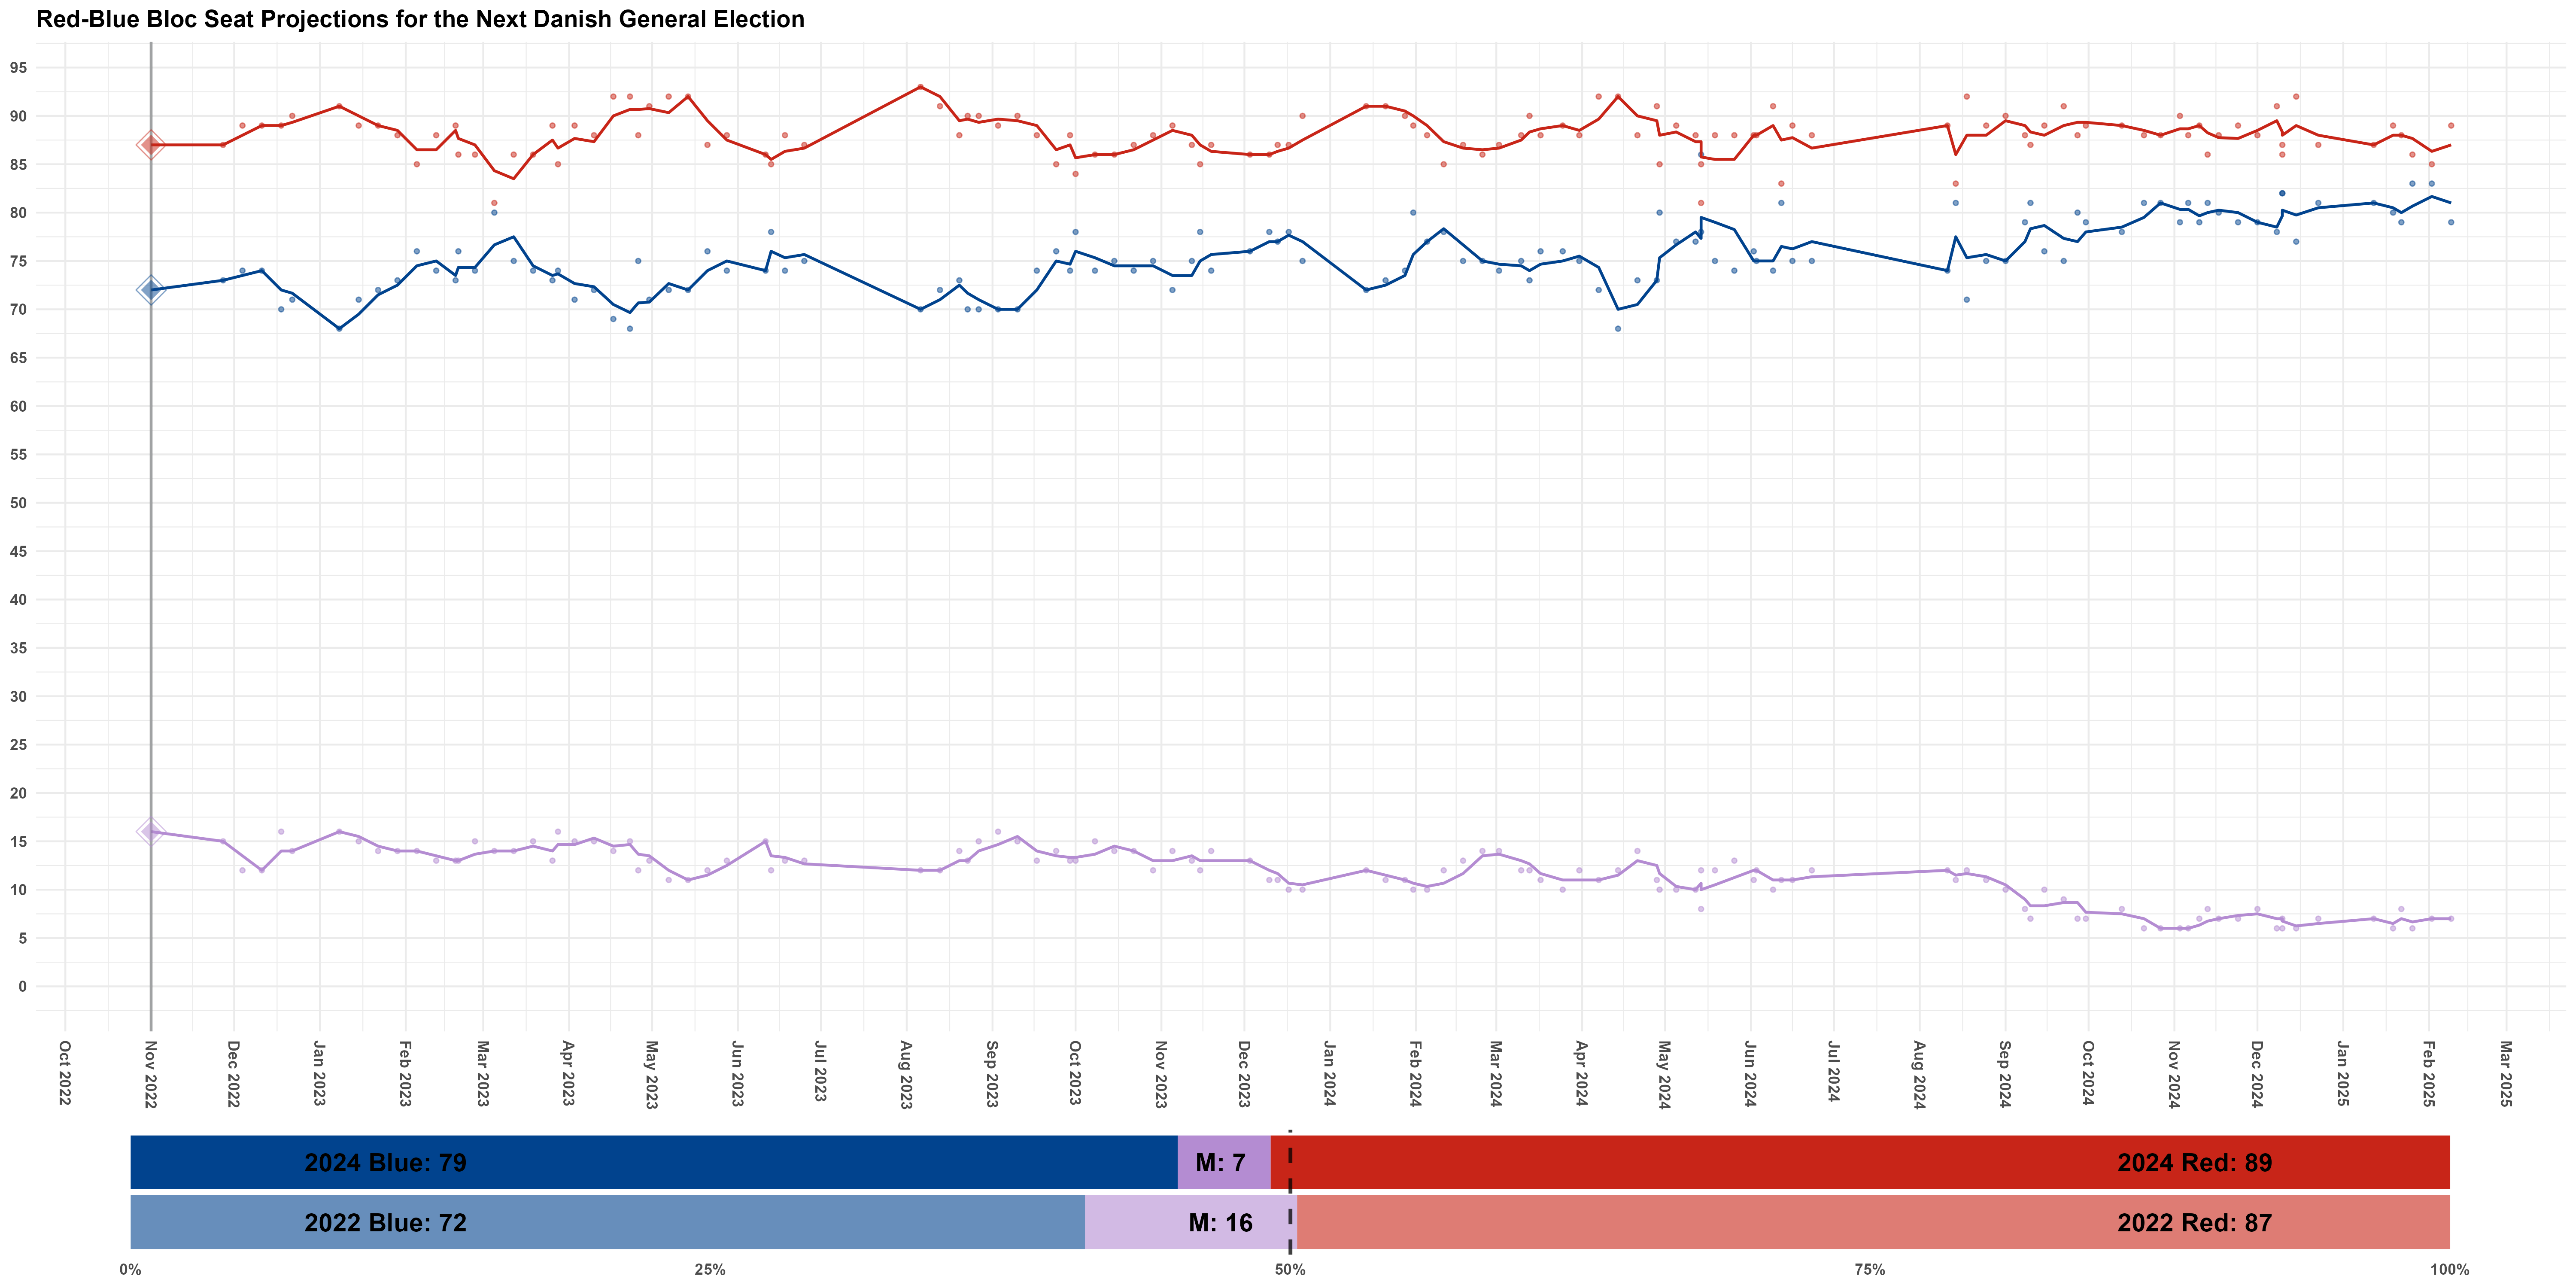 Red-Blue Bloc Seat Projections for the Next Danish General Election
95
90
85
80
75
70
65
60
55
50
45
40
35
30
25
20
15
10
5
0
Oct 2022
Nov 2022
Dec 2022
Jan 2023
Feb 2023
Mar 2023
Apr 2023
May 2023
Jun 2023
Jul 2023
Aug 2023
Sep 2023
Oct 2023
Nov 2023
Dec 2023
Jan 2024
Feb 2024
Mar 2024
Apr 2024
May 2024
Jun 2024
Jul 2024
Aug 2024
Sep 2024
Oct 2024
Nov 2024
Dec 2024
Jan 2025
Feb 2025
Mar 2025
2024 Blue: 79 M: 7 2024 Red: 89
2022 Blue: 72 M: 16 2022 Red: 87
0% 25% 50% 75% 100%